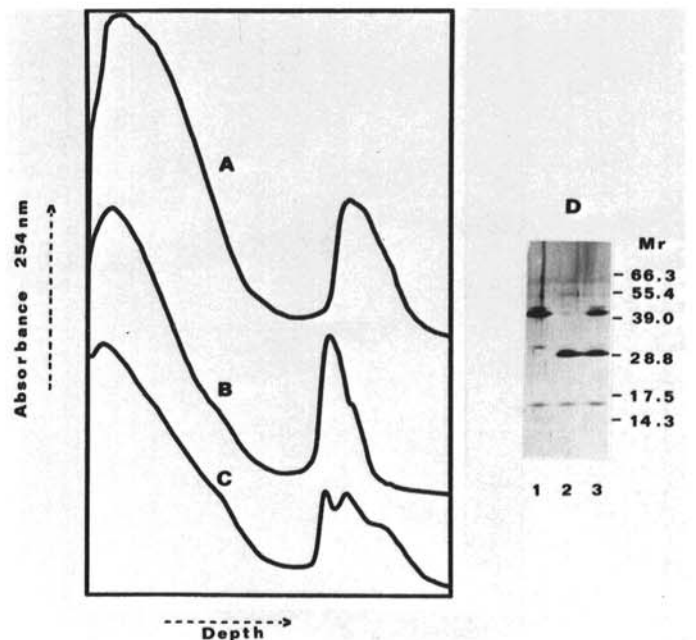 A
B
C
Absorbance 254nm
Depth
D
Mr
66.3
55.4
39.0
28.8
17.5
14.3
1 2 3